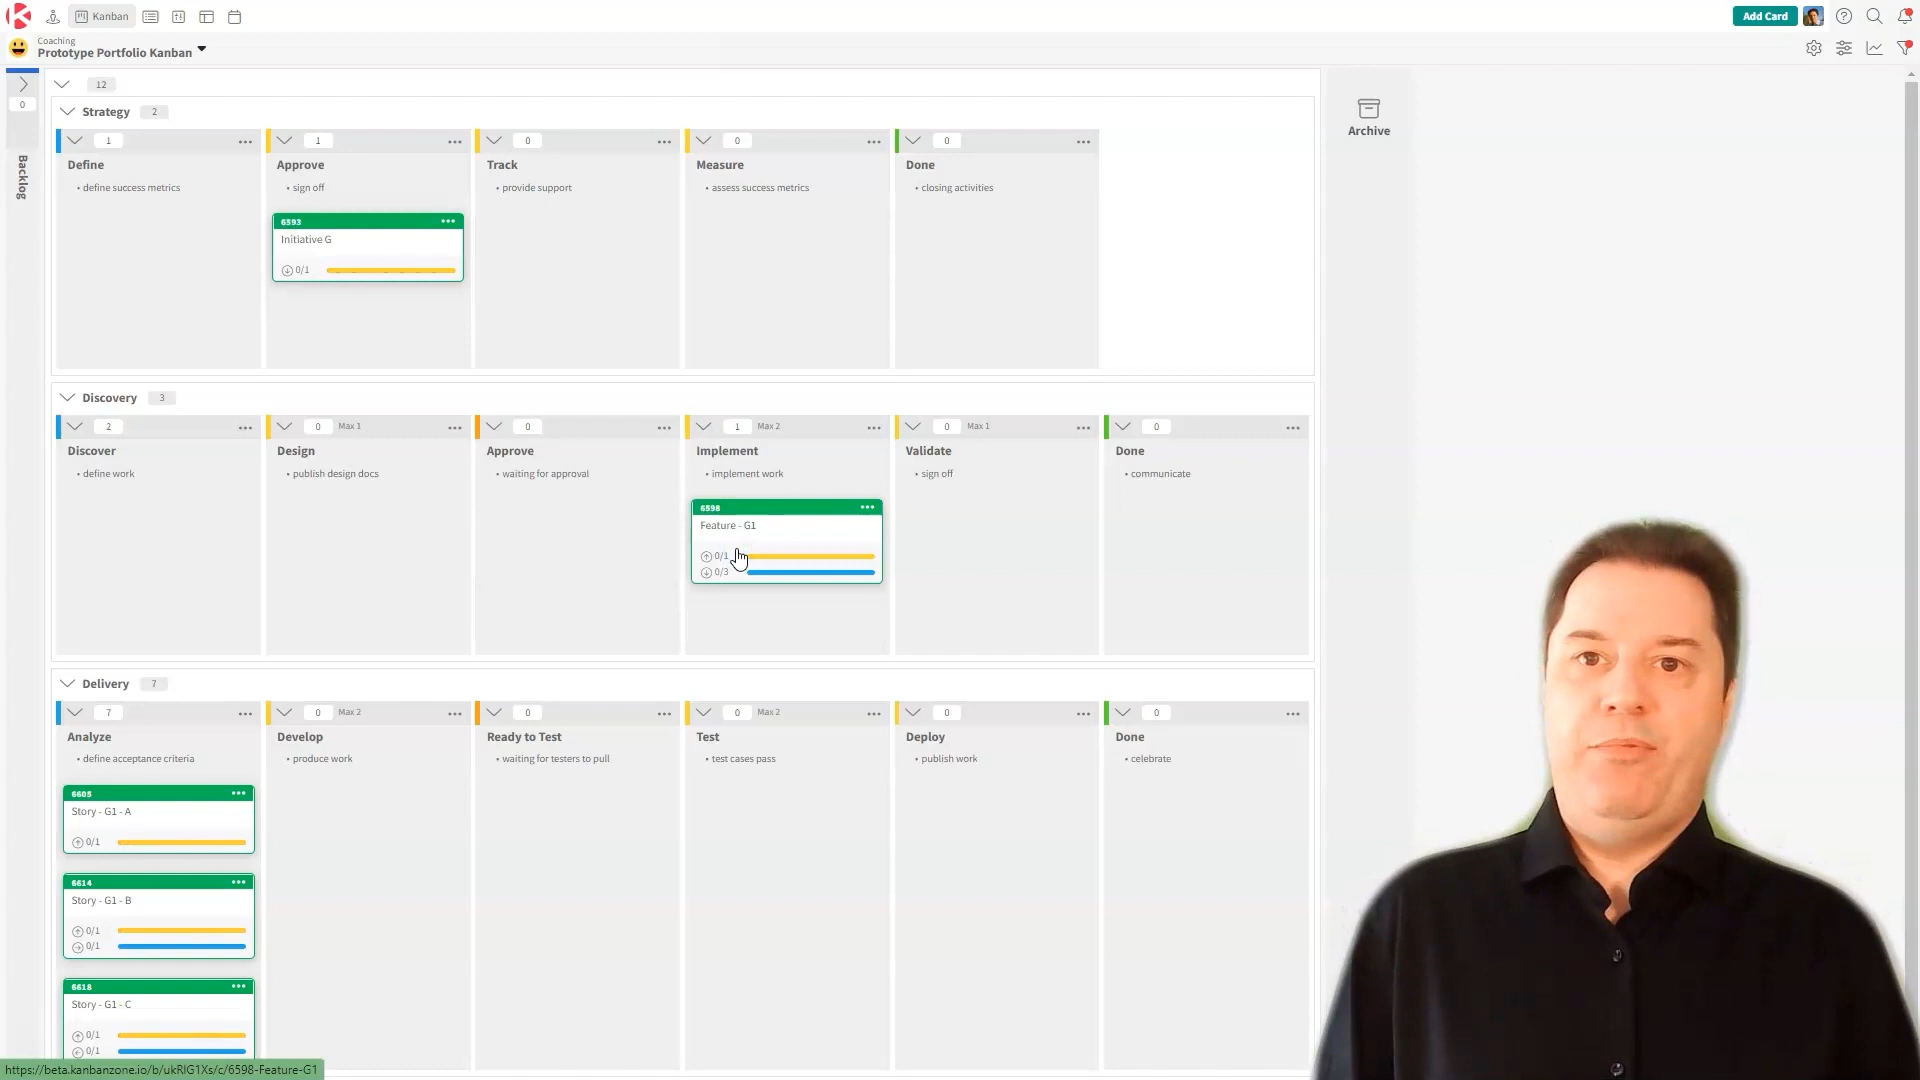 Kanban
Add Card
Coaching
Prototype Portfolio Kanban
0
Backlog
12
Strategy 2
1
Define
• define success metrics
1
Approve
• sign off
6593
Initiative G
0/1
0
Track
• provide support
0
Measure
• assess success metrics
0
Done
• closing activities
Archive
Discovery 3
2
Discover
• define work
0 Max 1
Design
• publish design docs
0
Approve
• waiting for approval
1 Max 2
Implement
• implement work
6598
Feature - G1
0/1
0/3
0 Max 1
Validate
• sign off
0
Done
• communicate
Delivery 7
7
Analyze
• define acceptance criteria
6605
Story - G1 - A
0/1
6614
Story - G1 - B
0/1
0/1
6618
Story - G1 - C
0/1
0/1
0 Max 2
Develop
• produce work
0
Ready to Test
• waiting for testers to pull
0 Max 2
Test
• test cases pass
0
Deploy
• publish work
0
Done
• celebrate
https://beta.kanbanzone.io/b/ukRlG1Xs/c/6598-Feature-G1